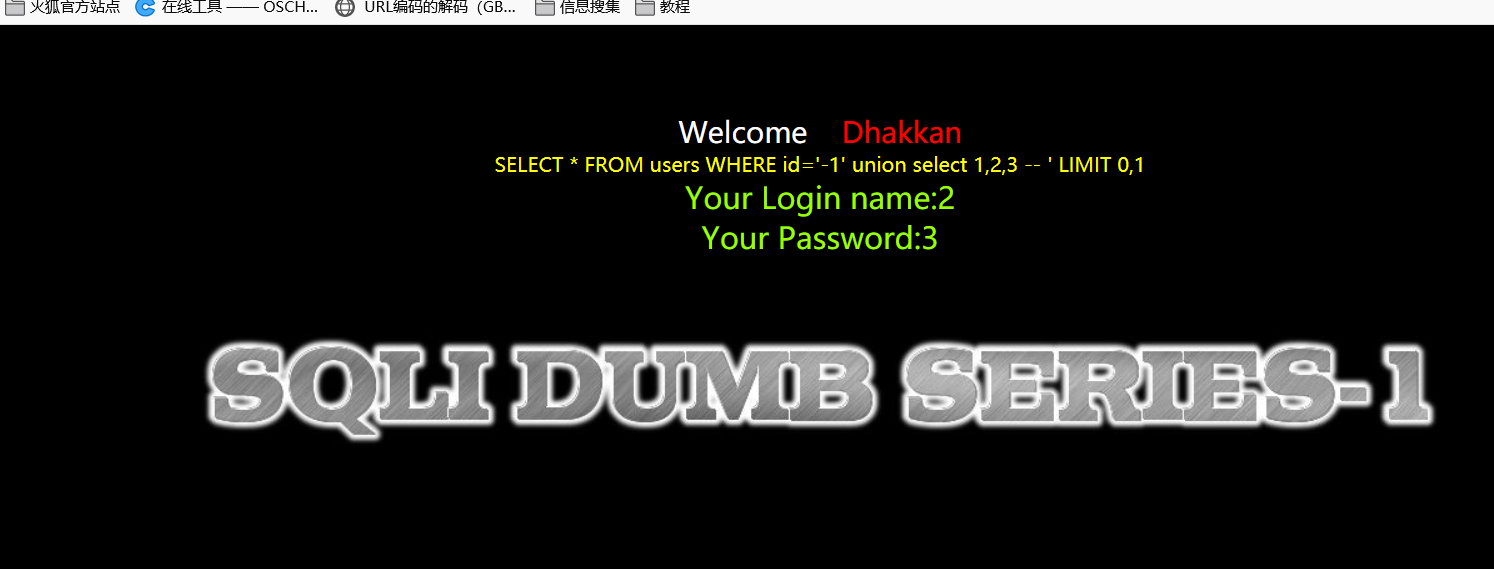 火狐官方站点 在线工具 —— OSCH... URL编码的解码（GB... 信息搜集 教程
Welcome Dhakkan
SELECT * FROM users WHERE id='-1' union select 1,2,3 -- ' LIMIT 0,1
Your Login name:2
Your Password:3
SQLI DUMB SERIES-1